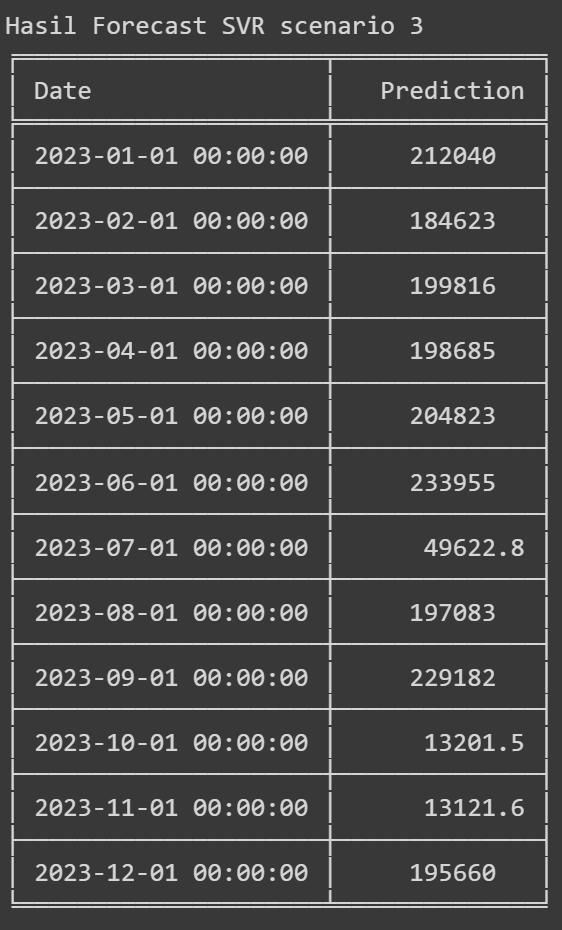 Hasil Forecast SVR scenario 3
Date Prediction
2023-01-01 00:00:00 212040
2023-02-01 00:00:00 184623
2023-03-01 00:00:00 199816
2023-04-01 00:00:00 198685
2023-05-01 00:00:00 204823
2023-06-01 00:00:00 233955
2023-07-01 00:00:00 49622.8
2023-08-01 00:00:00 197083
2023-09-01 00:00:00 229182
2023-10-01 00:00:00 13201.5
2023-11-01 00:00:00 13121.6
2023-12-01 00:00:00 195660